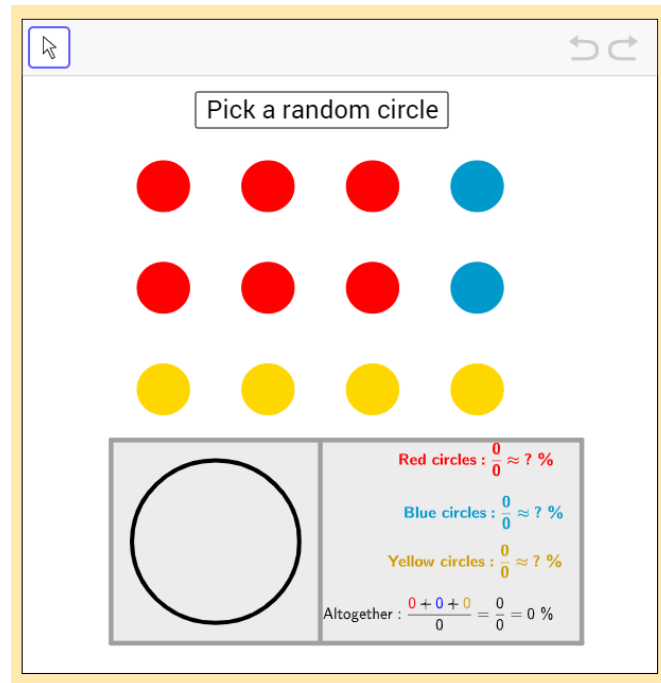 Pick a random circle
Red circles : 0/0 ≈ ? %
Blue circles : 0/0 ≈ ? %
Yellow circles : 0/0 ≈ ? %
Altogether : 0 + 0 + 0/0 = 0/0 = 0 %